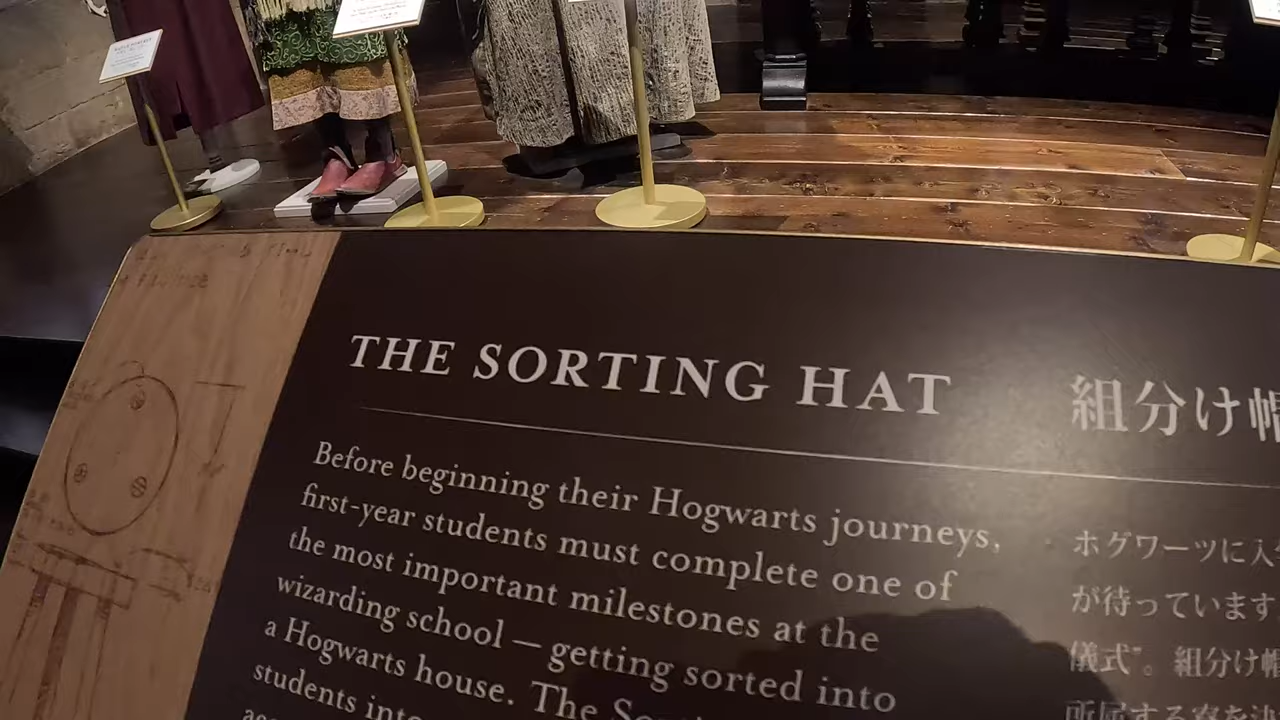 THE SORTING HAT
Before beginning their Hogwarts journeys,
first-year students must complete one of
the most important milestones at the
wizarding school — getting sorted into
a Hogwarts house. The
students into
組分け帽
ホグワーツに入
が待っています
儀式”。組分け帽
所属する寮を決